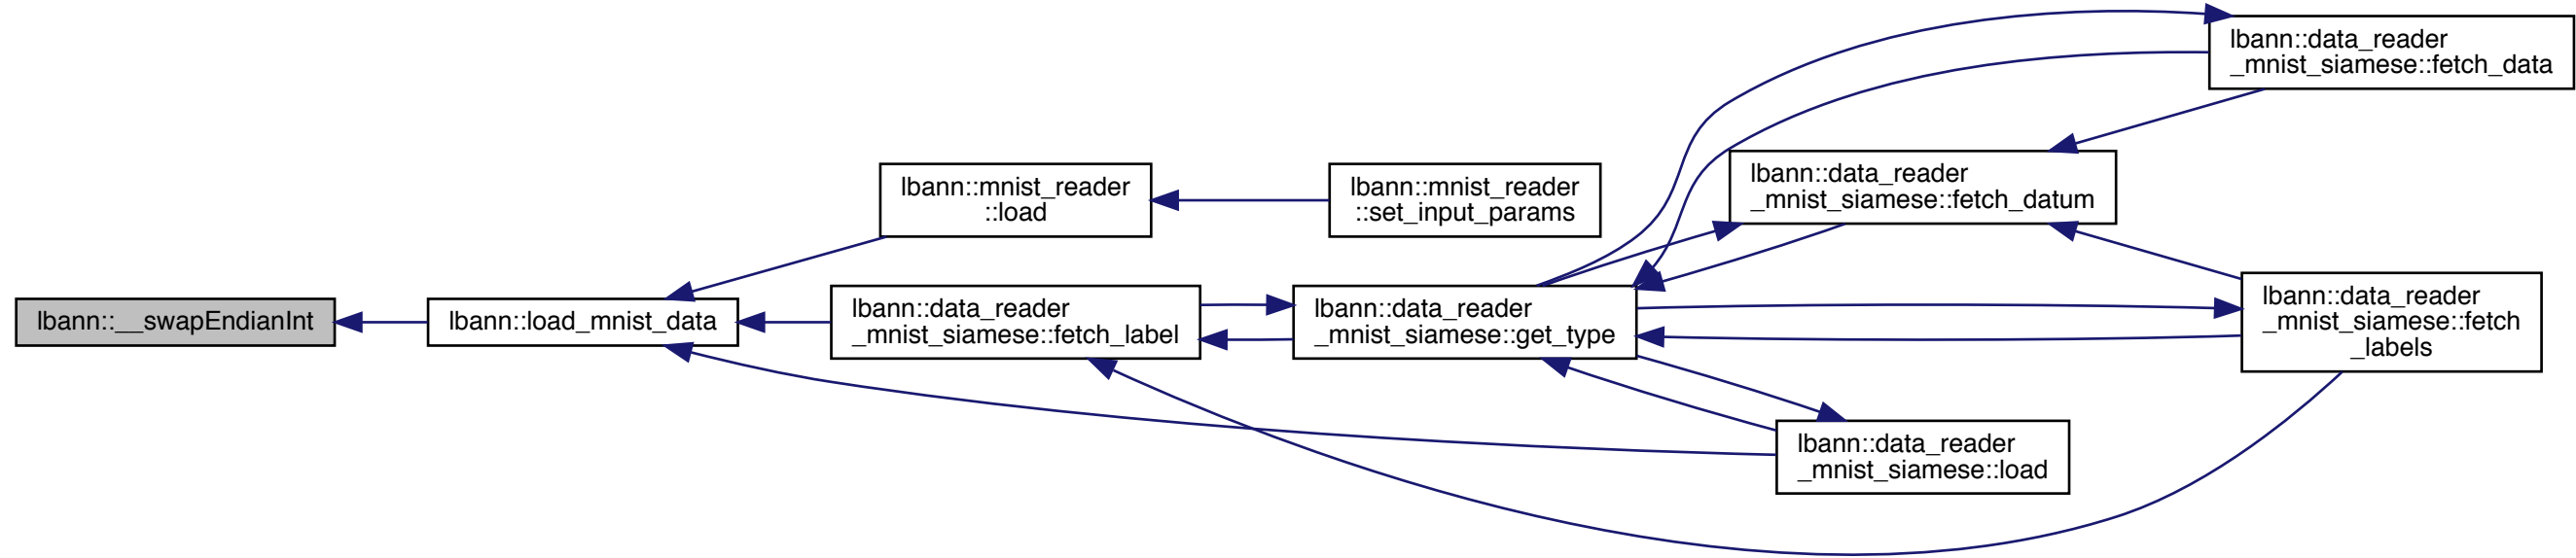 lbann::__swapEndianInt
lbann::load_mnist_data
lbann::mnist_reader
::load
lbann::data_reader
_mnist_siamese::fetch_label
lbann::mnist_reader
::set_input_params
lbann::data_reader
_mnist_siamese::get_type
lbann::data_reader
_mnist_siamese::fetch_data
lbann::data_reader
_mnist_siamese::fetch_datum
lbann::data_reader
_mnist_siamese::fetch
_labels
lbann::data_reader
_mnist_siamese::load